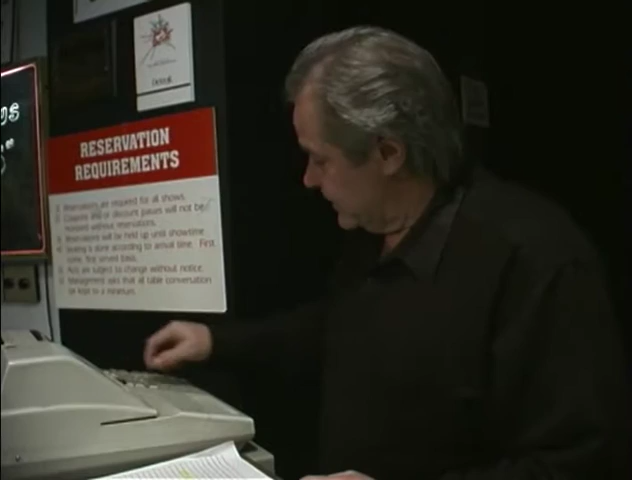 RESERVATION
REQUIREMENTS
Reservations are required for all shows.
Coupons and/or discount passes will not be
accepted without reservations.
Reservations will be held up until showtime
Seating is done according to arrival time. First
come, first served basis.
Acts are subject to change without notice.
Management asks that all table conversation
be kept to a minimum.